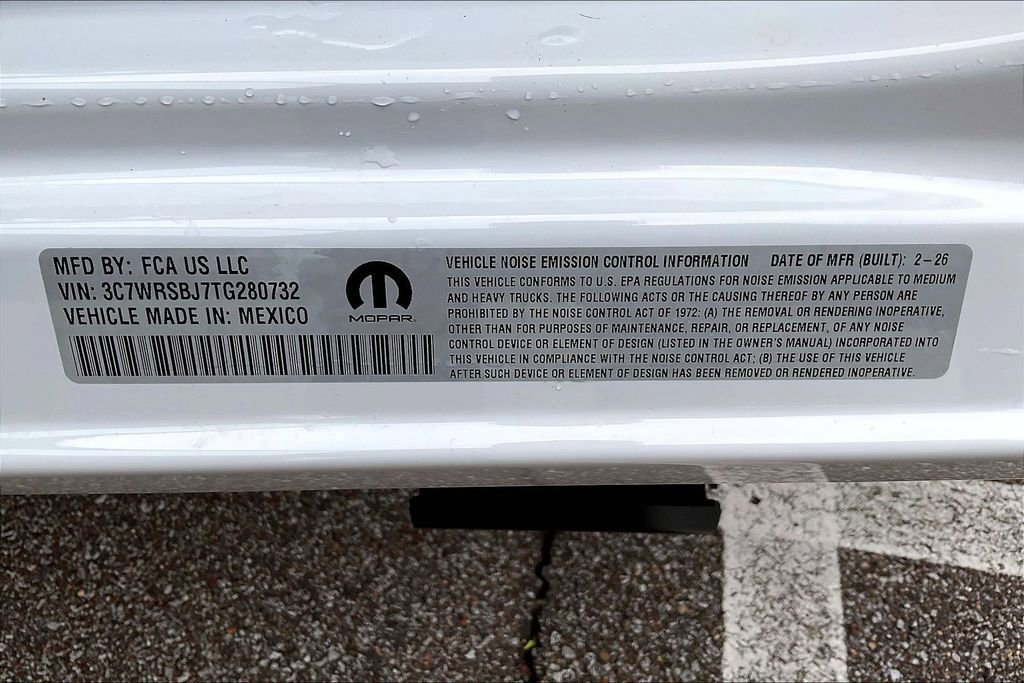 MFD BY: FCA US LLC
VIN: 3C7WRSBJ7TG280732
VEHICLE MADE IN: MEXICO
MOPAR
VEHICLE NOISE EMISSION CONTROL INFORMATION DATE OF MFR (BUILT): 2-26
THIS VEHICLE CONFORMS TO U.S. EPA REGULATIONS FOR NOISE EMISSION APPLICABLE TO MEDIUM
AND HEAVY TRUCKS. THE FOLLOWING ACTS OR THE CAUSING THEREOF BY ANY PERSON ARE
PROHIBITED BY THE NOISE CONTROL ACT OF 1972: (A) THE REMOVAL OR RENDERING INOPERATIVE,
OTHER THAN FOR PURPOSES OF MAINTENANCE, REPAIR, OR REPLACEMENT, OF ANY NOISE
CONTROL DEVICE OR ELEMENT OF DESIGN (LISTED IN THE OWNER'S MANUAL) INCORPORATED INTO
THIS VEHICLE IN COMPLIANCE WITH THE NOISE CONTROL ACT; (B) THE USE OF THIS VEHICLE
AFTER SUCH DEVICE OR ELEMENT OF DESIGN HAS BEEN REMOVED OR RENDERED INOPERATIVE.